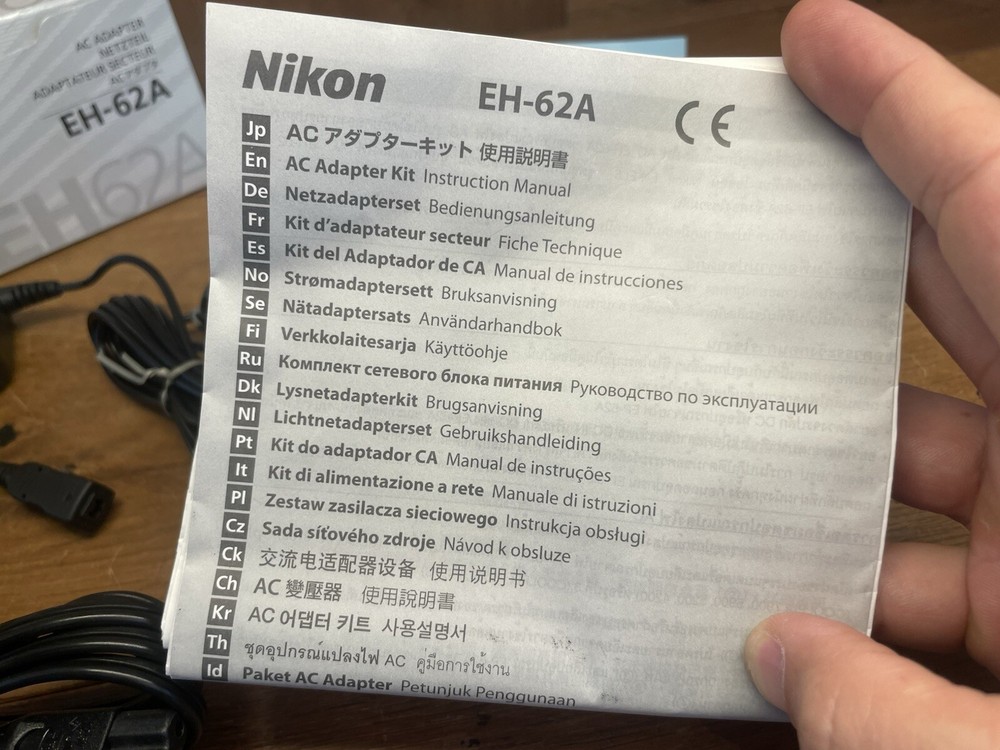 AC ADAPTER
NETZTEIL
ADAPTATEUR SECTEUR
ACアダプタ
EH-62A
EH62A
Nikon EH-62A CE
Jp AC アダプターキット 使用説明書
En AC Adapter Kit Instruction Manual
De Netzadapterset Bedienungsanleitung
Fr Kit d’adaptateur secteur Fiche Technique
Es Kit del Adaptador de CA Manual de instrucciones
No Strømadaptersett Bruksanvisning
Se Nätadaptersats Användarhandbok
Fi Verkkolaitesarja Käyttöohje
Ru Комплект сетевого блока питания Руководство по эксплуатации
Dk Lysnetadapterkit Brugsanvisning
Nl Lichtnetadapterset Gebruikshandleiding
Pt Kit do adaptador CA Manual de instruções
It Kit di alimentazione a rete Manuale di istruzioni
Pl Zestaw zasilacza sieciowego Instrukcja obsługi
Cz Sada síťového zdroje Návod k obsluze
Ck 交流电适配器设备 使用说明书
Ch AC 變壓器 使用說明書
Kr AC 어댑터 키트 사용설명서
Th ชุดอุปกรณ์แปลงไฟ AC คู่มือการใช้งาน
Id Paket AC Adapter Petunjuk Penggunaan